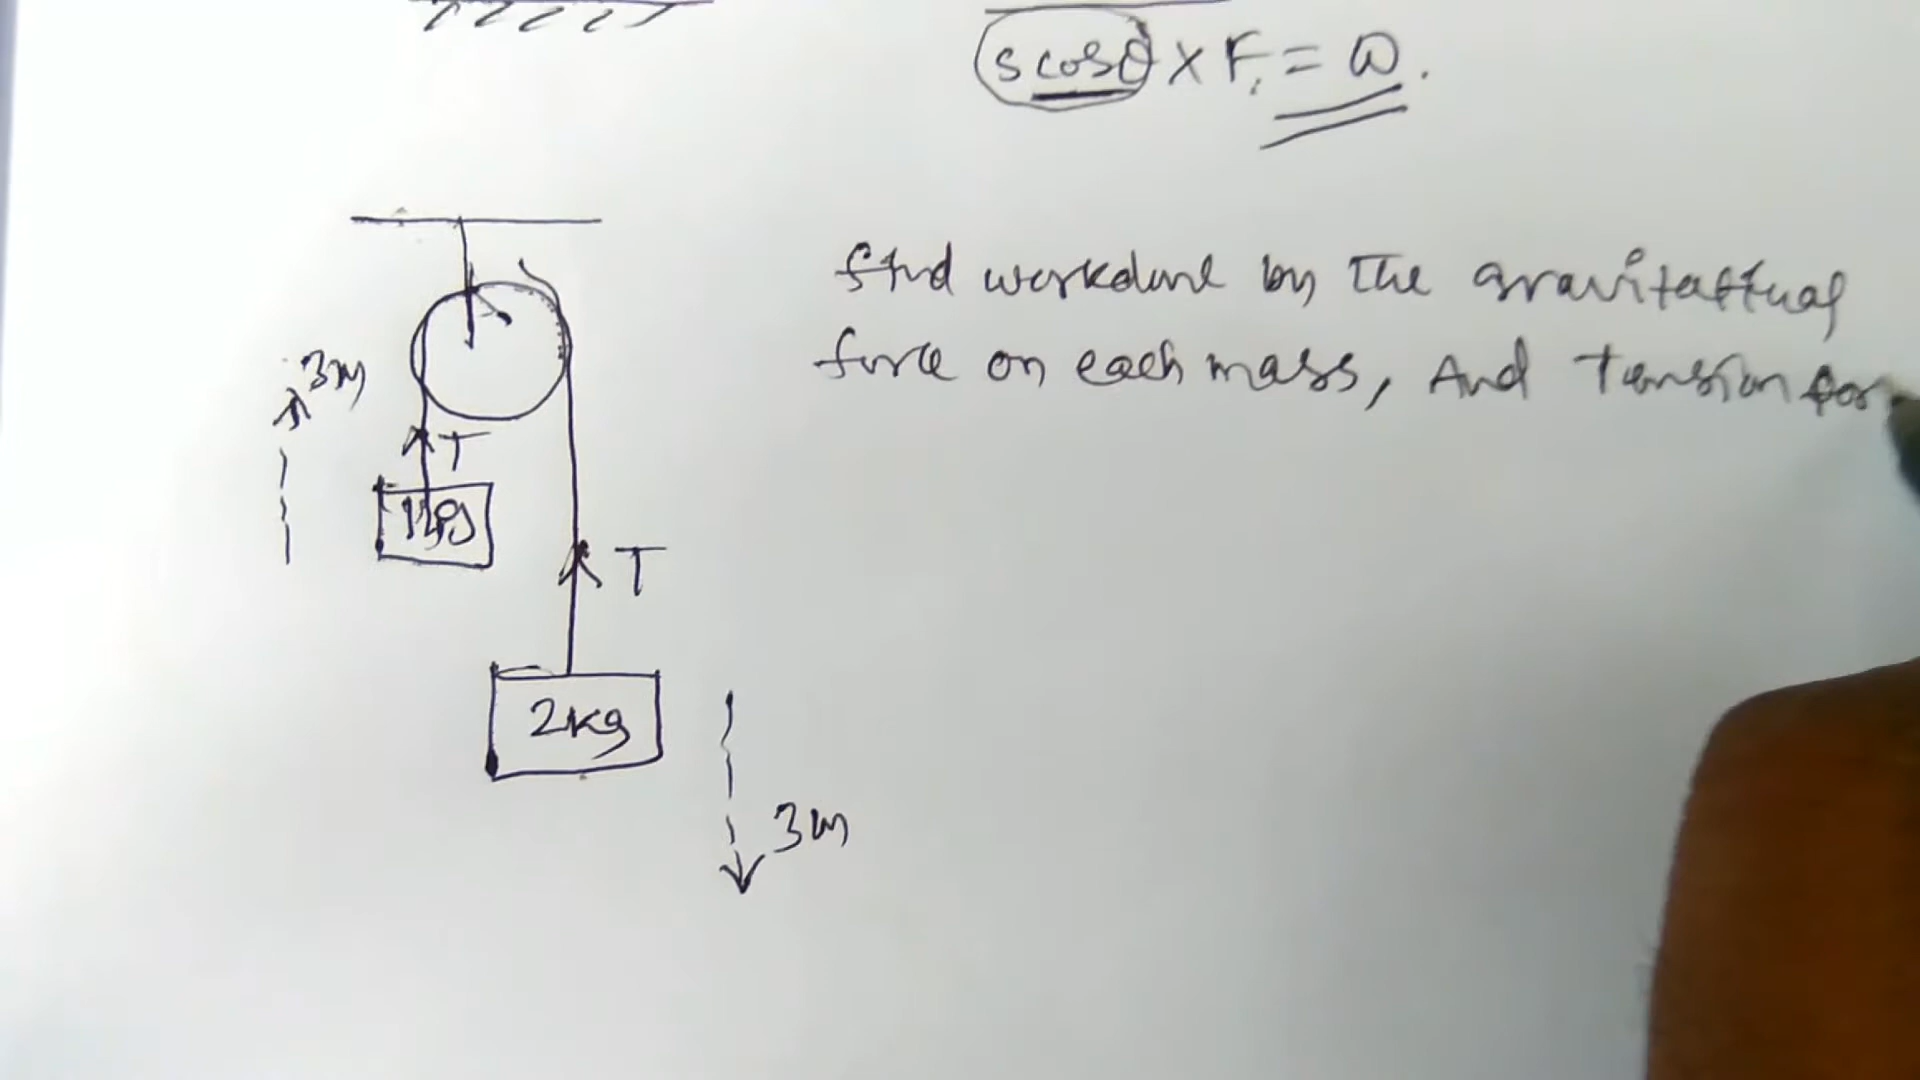 s cosθ × F = W.
find workdone by the gravitational
force on each mass, And Tension for
3m
T
1kg
T
2kg
3m